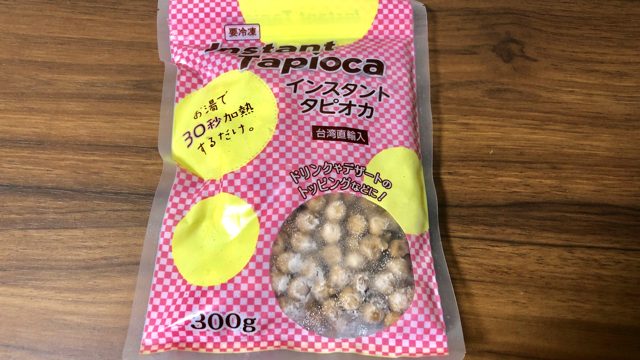 要冷凍
Instant
Tapioca
インスタント
タピオカ
お湯で
30秒加熱
するだけ。
台湾直輸入
ドリンクやデザートの
トッピングなどに!
300g